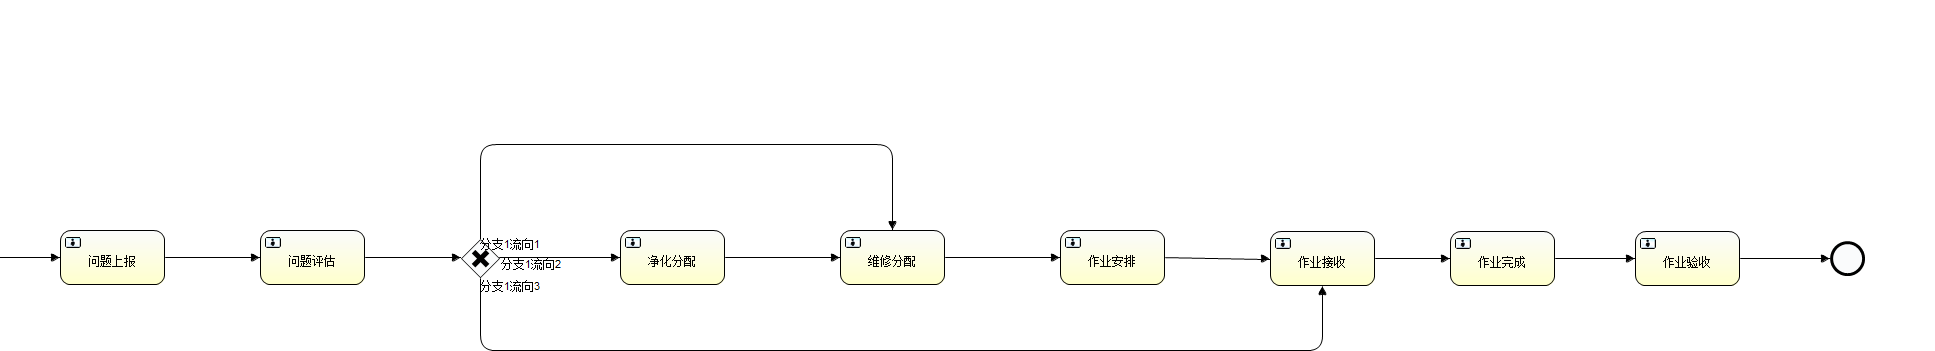 问题上报
问题评估
分支1流向1
分支1流向2
分支1流向3
净化分配
维修分配
作业安排
作业接收
作业完成
作业验收